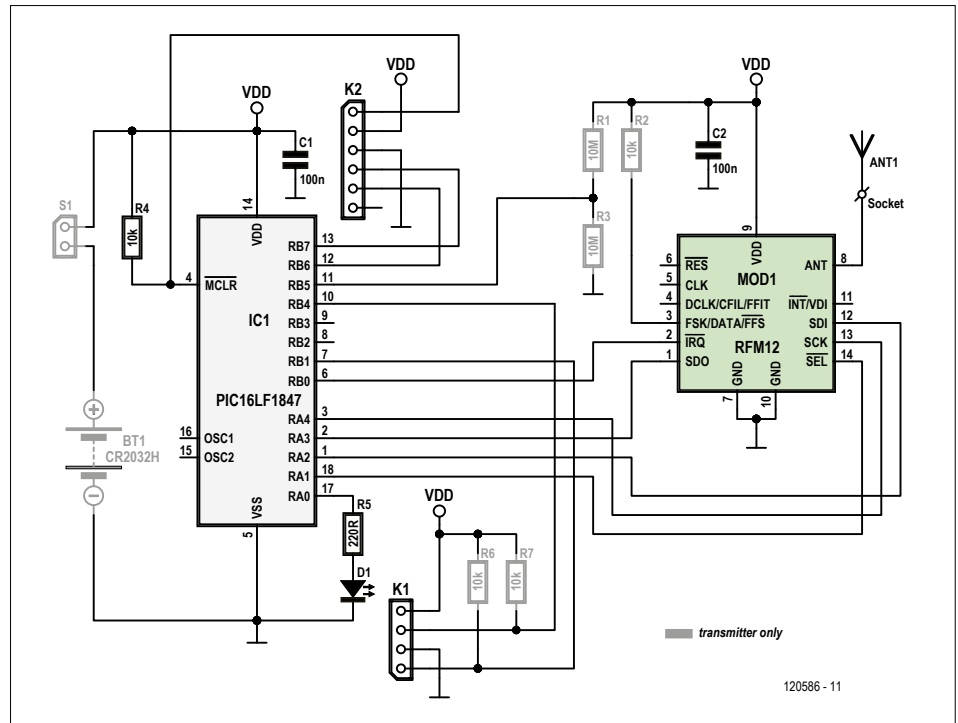 VDD
K2
VDD
VDD
C1
100n
R1
10M
R2
10k
C2
100n
ANT1
Socket
S1
R4
10k
14
VDD
R3
10M
4
MCLR
IC1
PIC16LF1847
16
OSC1
15
OSC2
VSS
5
RB7
13
RB6
12
RB5
11
RB4
10
RB3
9
RB2
8
RB1
7
RB0
6
RA4
3
RA3
2
RA2
1
RA1
18
RA0
17
9
VDD
MOD1
RFM12
6
RES
5
CLK
4
DCLK/CFIL/FFIT
3
FSK/DATA/FFS
2
IRQ
1
SDO
ANT
8
INT/VDI
11
SDI
12
SCK
13
SEL
14
GND
7
GND
10
BT1
CR2032H
R5
220R
D1
VDD
K1
R6
10k
R7
10k
transmitter only
120586 - 11